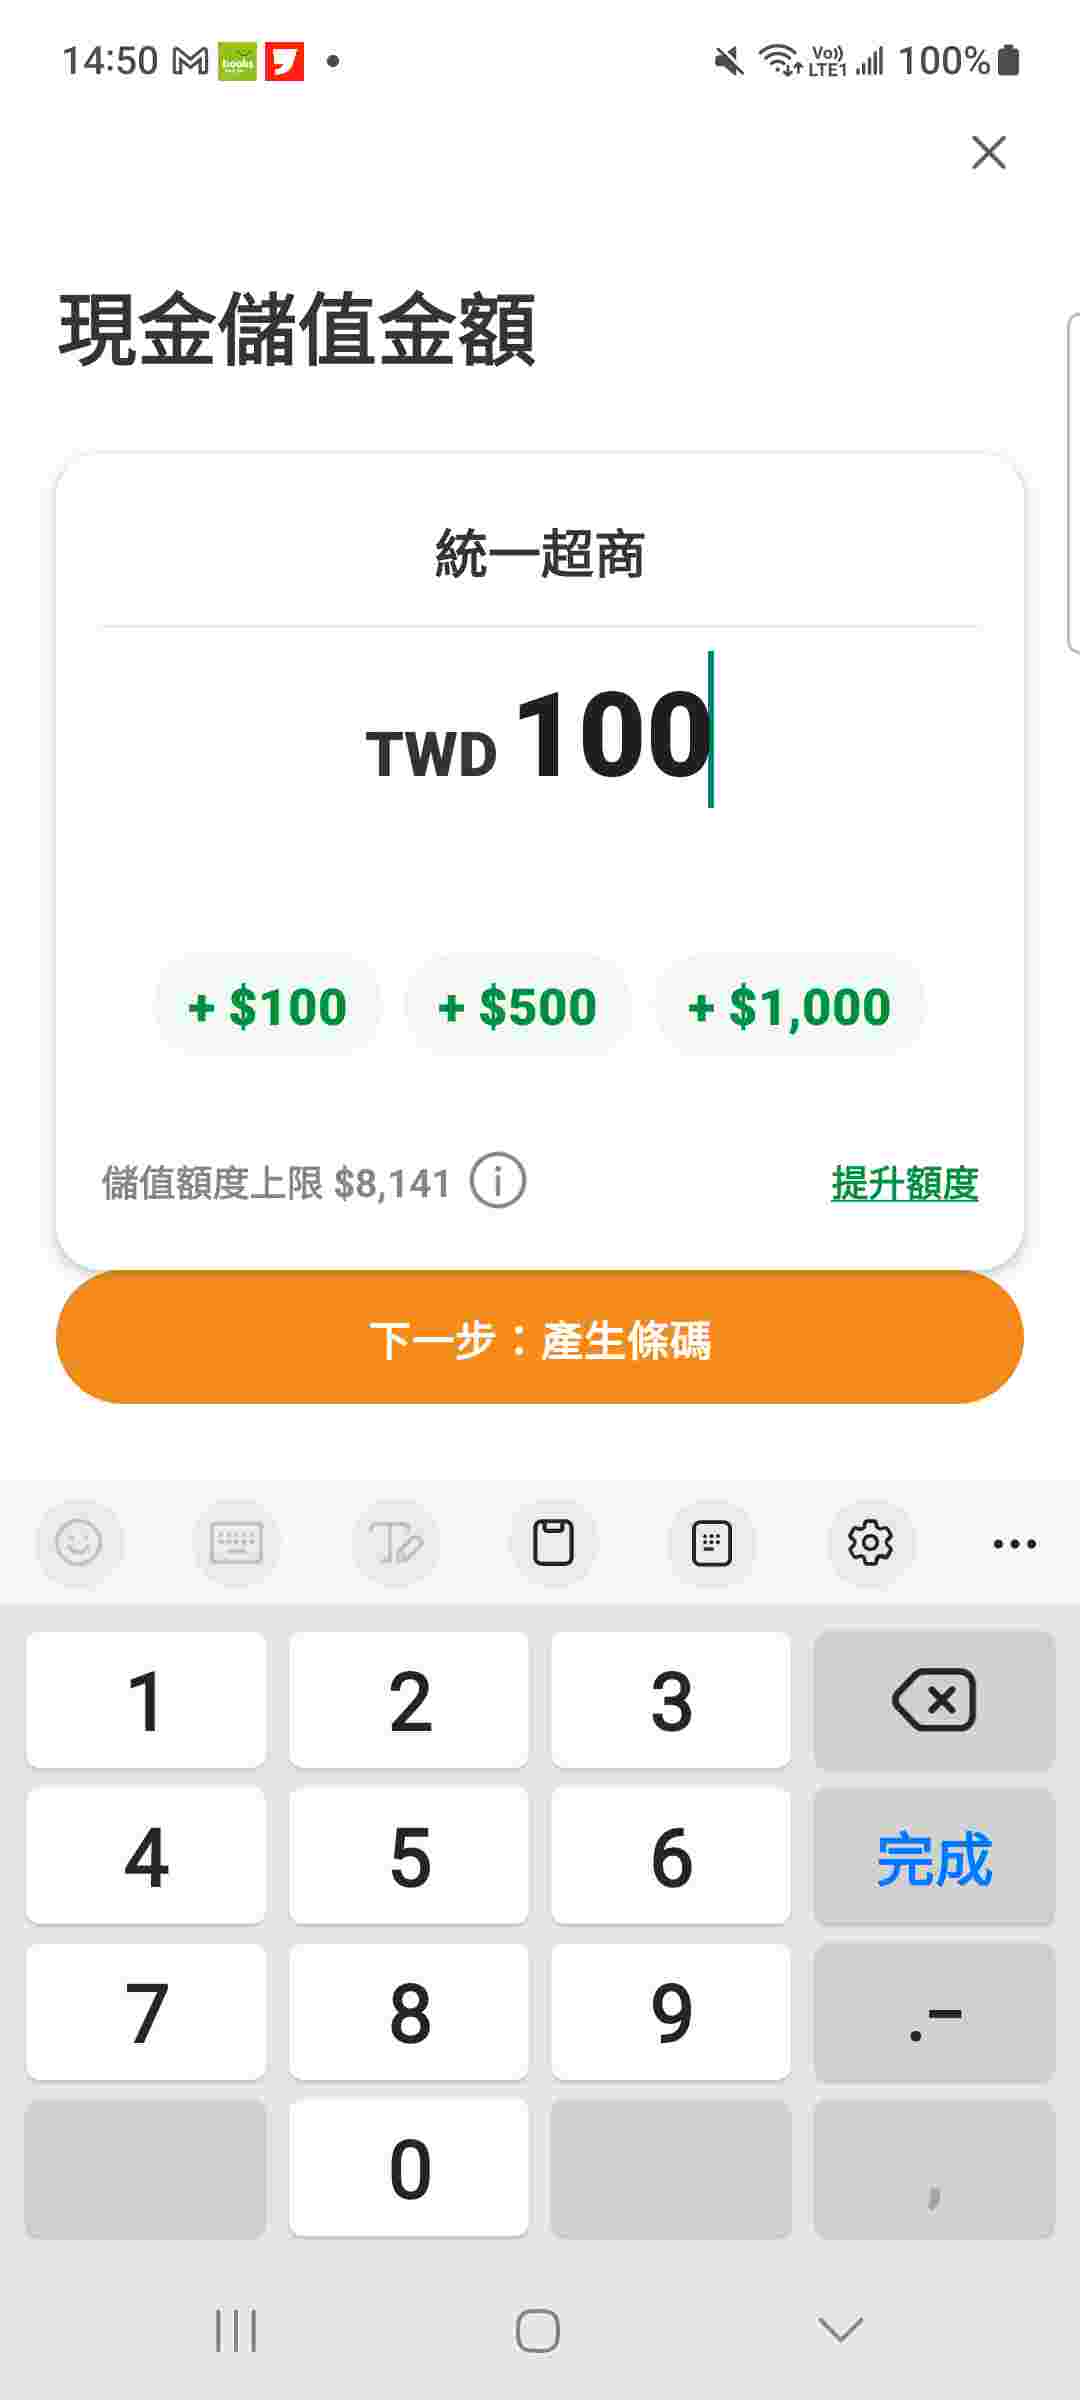 14:50 books Vo)) LTE1 100%
現金儲值金額
統一超商
TWD 100
+ $100 + $500 + $1,000
儲值額度上限 $8,141 i 提升額度
下一步：產生條碼
1 2 3
4 5 6 完成
7 8 9 .-
0 ,